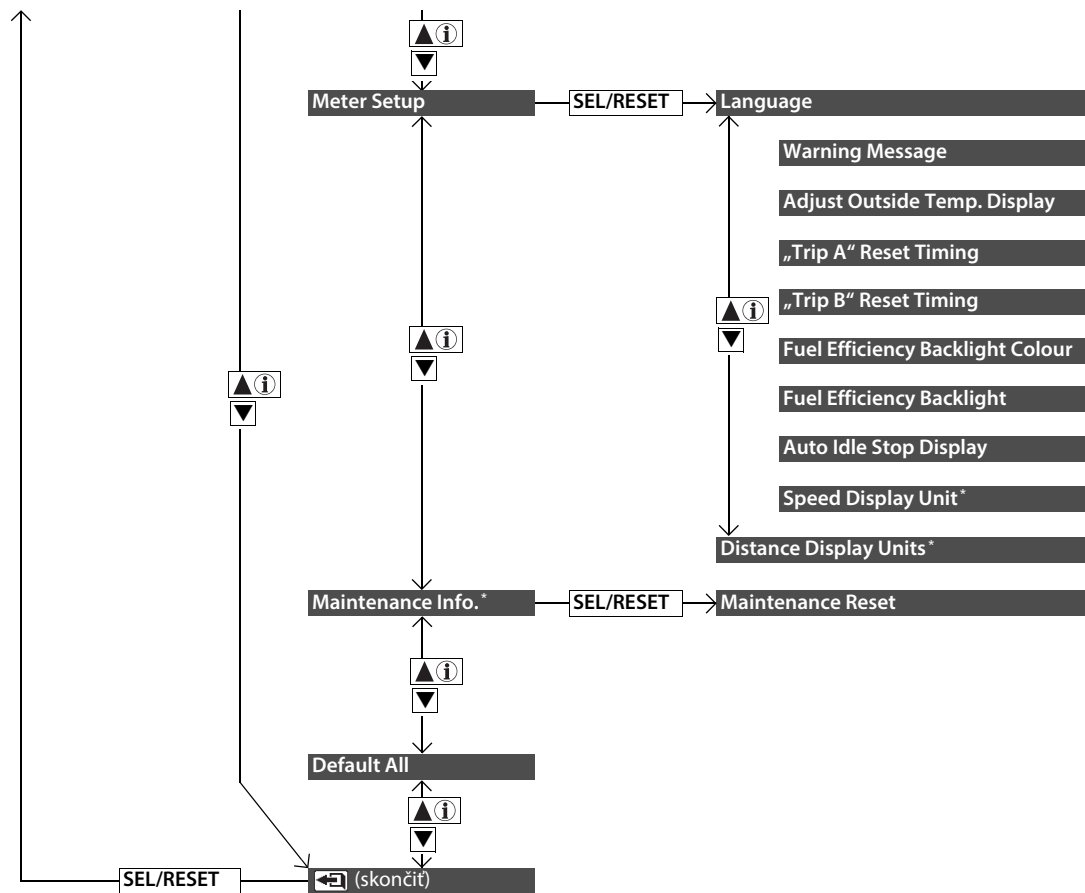 ▲ⓘ
▼
Meter Setup
SEL/RESET
Language
Warning Message
Adjust Outside Temp. Display
„Trip A“ Reset Timing
„Trip B“ Reset Timing
▲ⓘ
▼
▲ⓘ
▼
Fuel Efficiency Backlight Colour
▲ⓘ
▼
Fuel Efficiency Backlight
Auto Idle Stop Display
Speed Display Unit*
Distance Display Units*
Maintenance Info.*
SEL/RESET
Maintenance Reset
▲ⓘ
▼
Default All
▲ⓘ
▼
SEL/RESET
(skončiť)